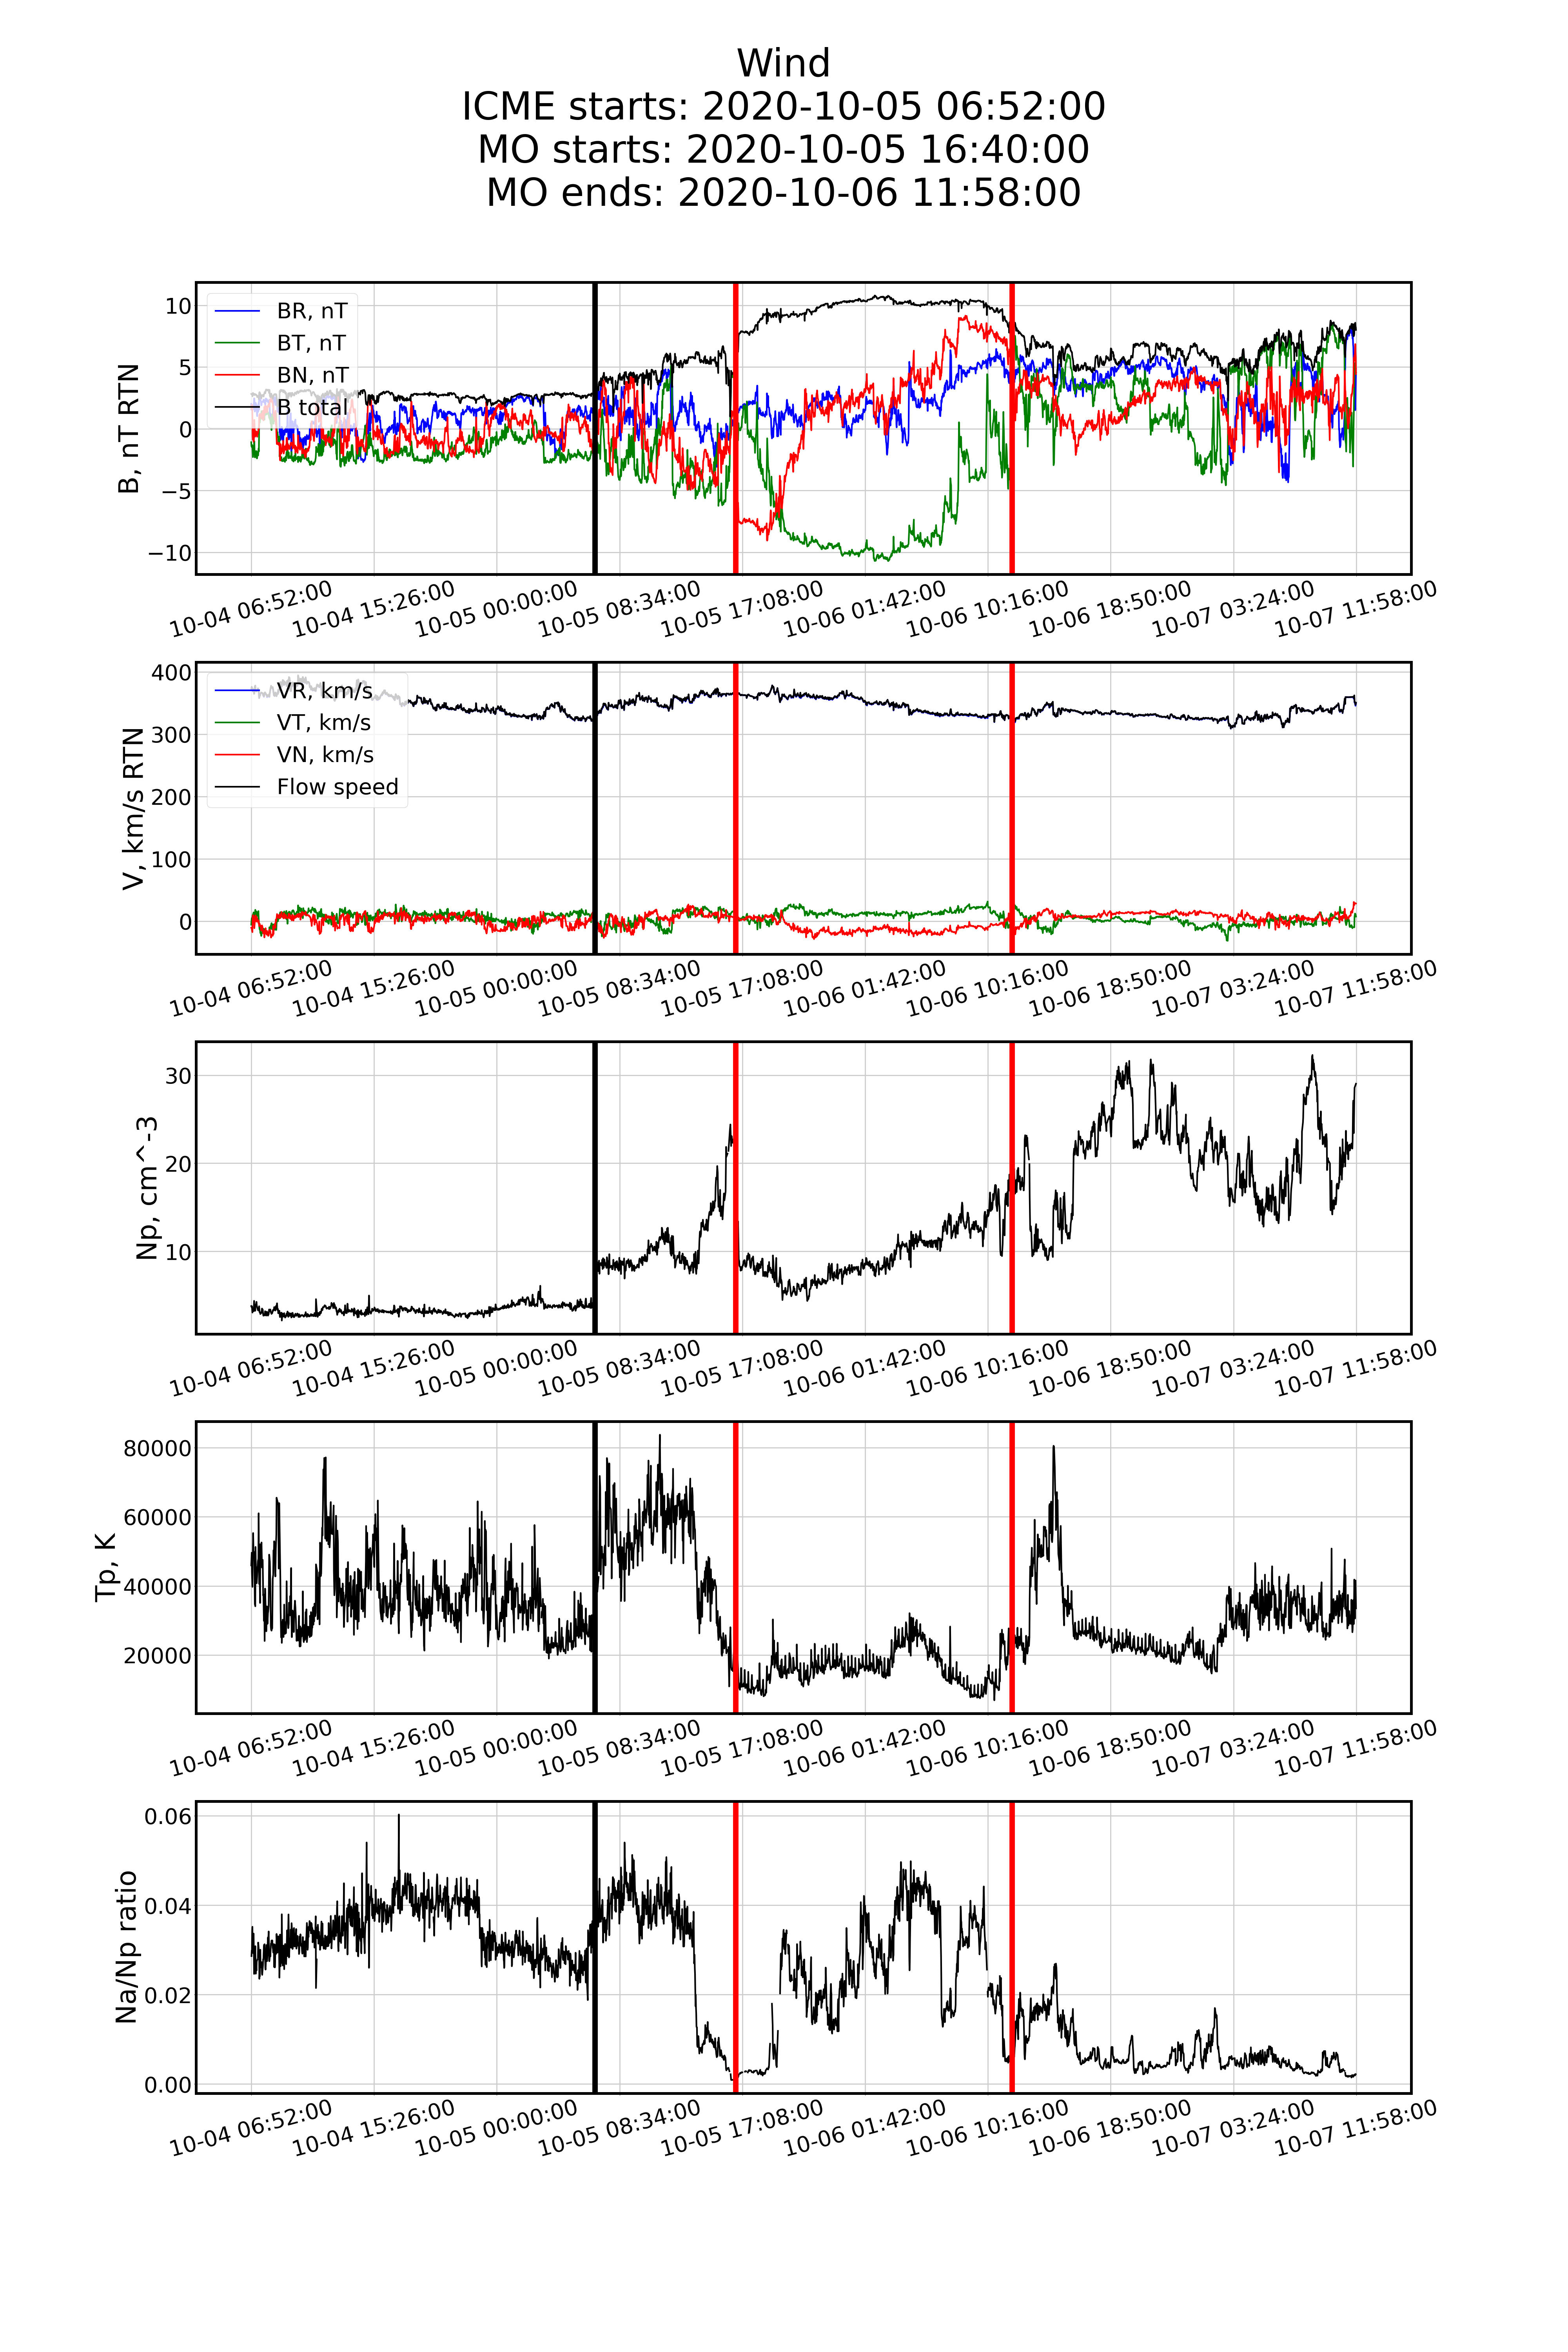 Wind
ICME starts: 2020-10-05 06:52:00
MO starts: 2020-10-05 16:40:00
MO ends: 2020-10-06 11:58:00
B, nT RTN
10
5
0
−5
−10
BR, nT
BT, nT
BN, nT
B total
10-04 06:52:00 10-04 15:26:00 10-05 00:00:00 10-05 08:34:00 10-05 17:08:00 10-06 01:42:00 10-06 10:16:00 10-06 18:50:00 10-07 03:24:00 10-07 11:58:00
V, km/s RTN
400
300
200
100
0
VR, km/s
VT, km/s
VN, km/s
Flow speed
10-04 06:52:00 10-04 15:26:00 10-05 00:00:00 10-05 08:34:00 10-05 17:08:00 10-06 01:42:00 10-06 10:16:00 10-06 18:50:00 10-07 03:24:00 10-07 11:58:00
Np, cm^-3
30
20
10
10-04 06:52:00 10-04 15:26:00 10-05 00:00:00 10-05 08:34:00 10-05 17:08:00 10-06 01:42:00 10-06 10:16:00 10-06 18:50:00 10-07 03:24:00 10-07 11:58:00
Tp, K
80000
60000
40000
20000
10-04 06:52:00 10-04 15:26:00 10-05 00:00:00 10-05 08:34:00 10-05 17:08:00 10-06 01:42:00 10-06 10:16:00 10-06 18:50:00 10-07 03:24:00 10-07 11:58:00
Na/Np ratio
0.06
0.04
0.02
0.00
10-04 06:52:00 10-04 15:26:00 10-05 00:00:00 10-05 08:34:00 10-05 17:08:00 10-06 01:42:00 10-06 10:16:00 10-06 18:50:00 10-07 03:24:00 10-07 11:58:00